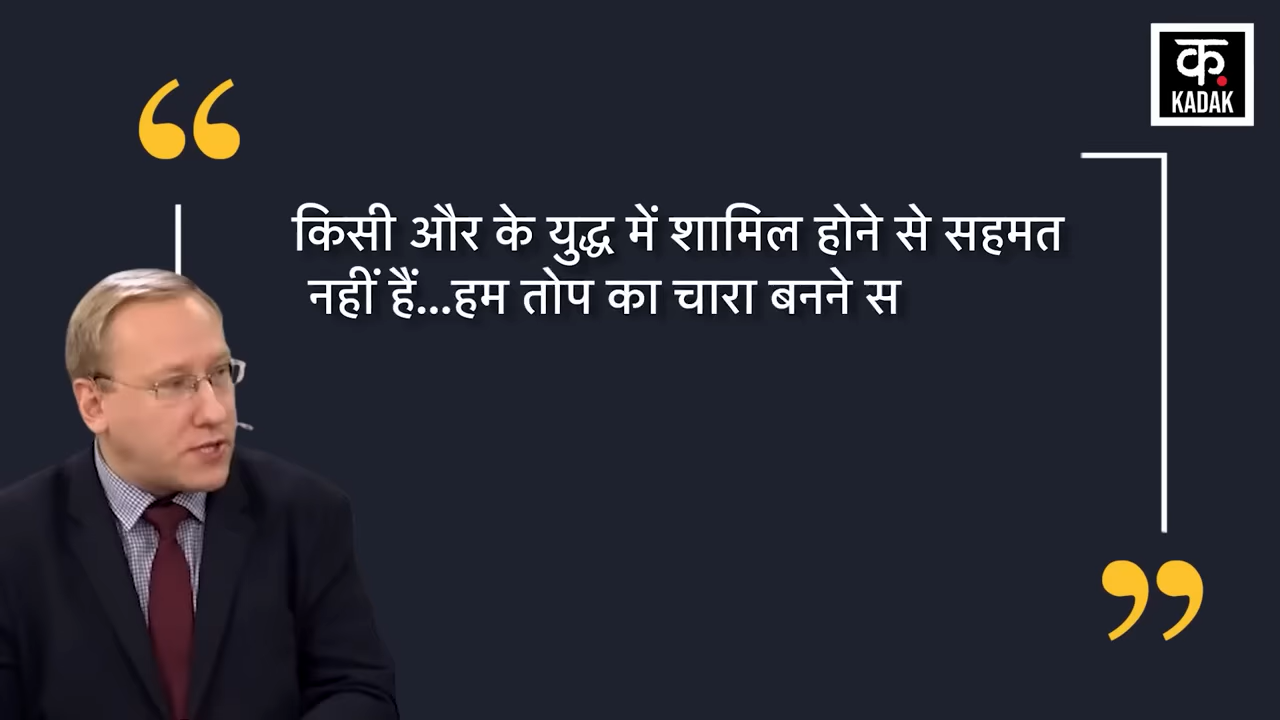 क
KADAK
किसी और के युद्ध में शामिल होने से सहमत
नहीं हैं...हम तोप का चारा बनने स